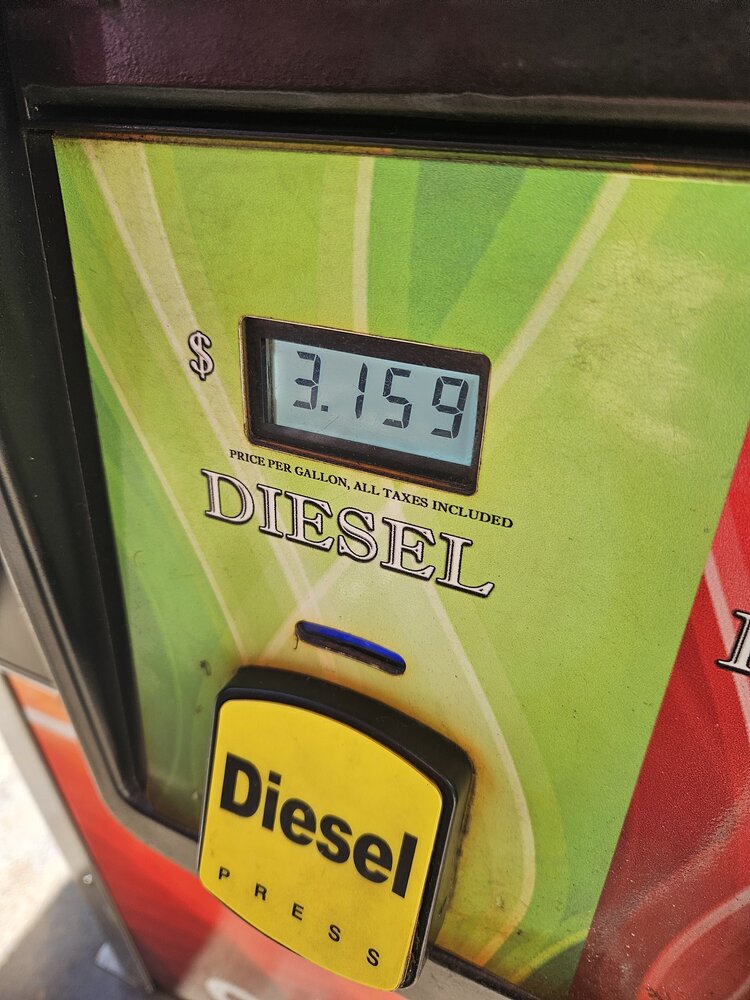 $ 3.159
PRICE PER GALLON, ALL TAXES INCLUDED
DIESEL
Diesel
PRESS